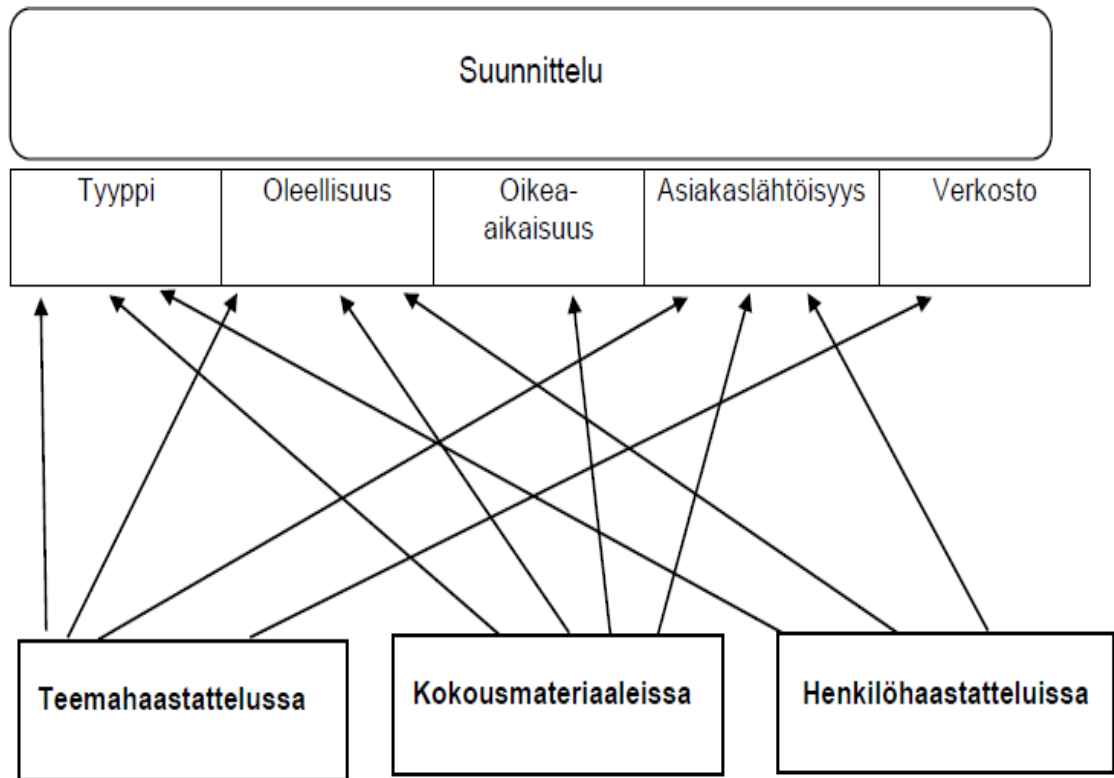 Suunnittelu
Tyyppi
Oleellisuus
Oikea-
aikaisuus
Asiakaslähtöisyys
Verkosto
Teemahaastattelussa
Kokousmateriaaleissa
Henkilöhaastatteluissa